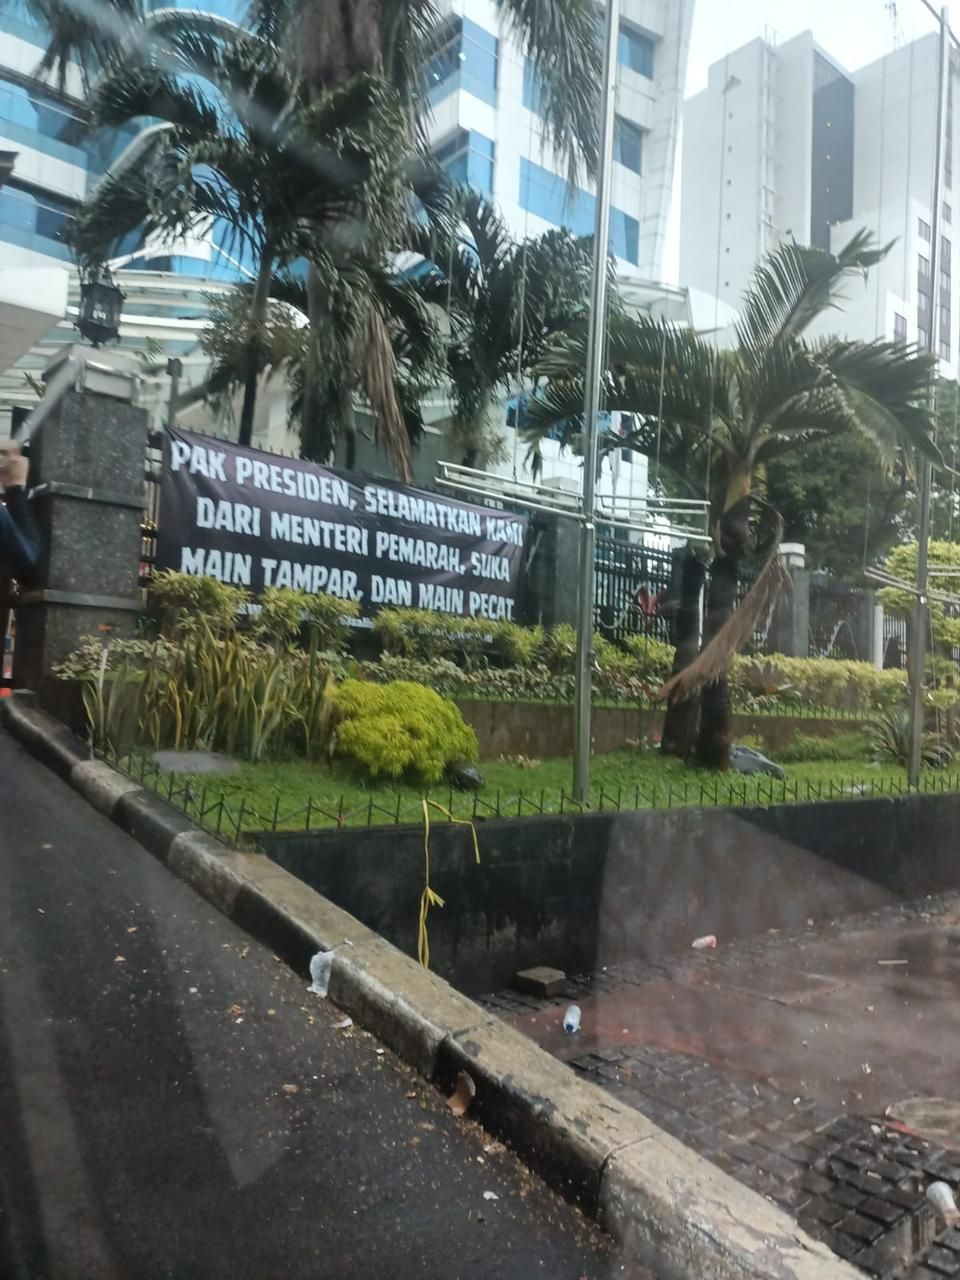 PAK PRESIDEN, SELAMATKAN KAMI
DARI MENTERI PEMARAH, SUKA
MAIN TAMPAR, DAN MAIN PECAT